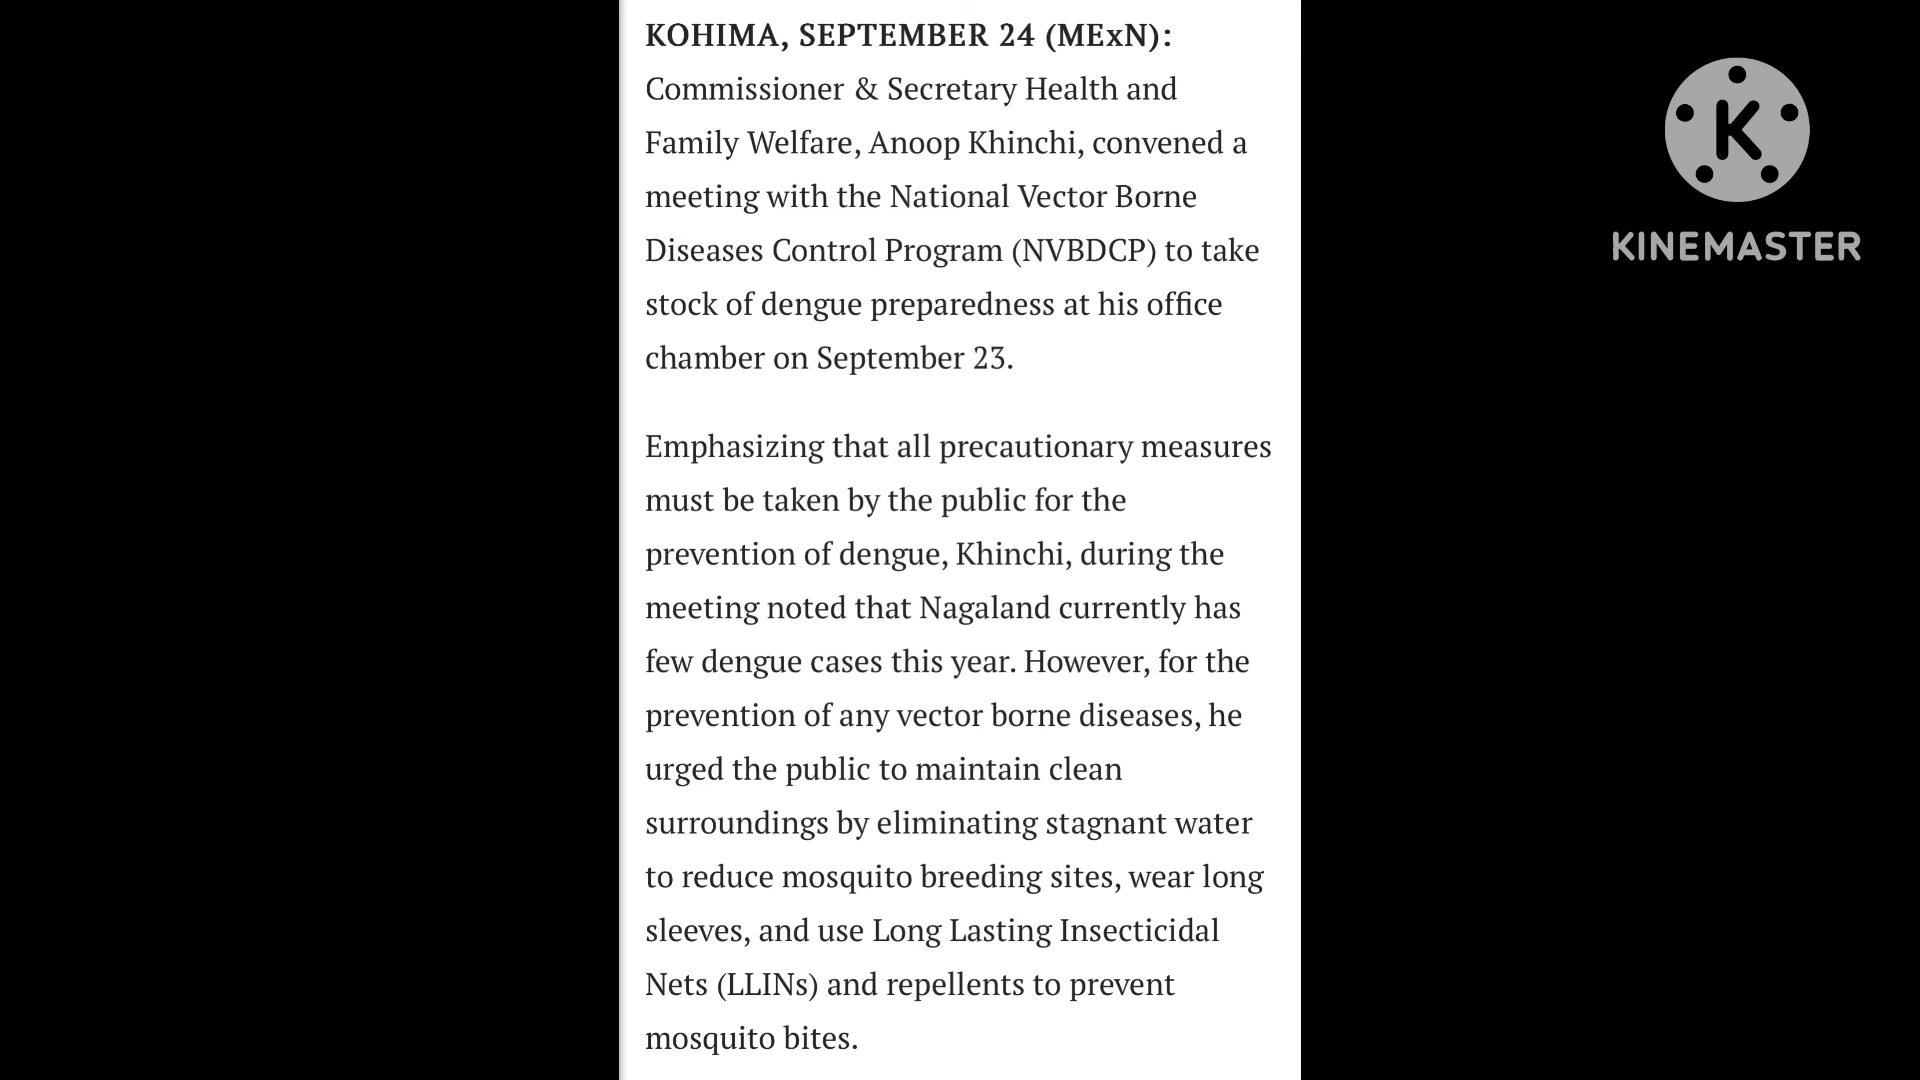 KOHIMA, SEPTEMBER 24 (MExN):
Commissioner & Secretary Health and
Family Welfare, Anoop Khinchi, convened a
meeting with the National Vector Borne
Diseases Control Program (NVBDCP) to take
stock of dengue preparedness at his office
chamber on September 23.
Emphasizing that all precautionary measures
must be taken by the public for the
prevention of dengue, Khinchi, during the
meeting noted that Nagaland currently has
few dengue cases this year. However, for the
prevention of any vector borne diseases, he
urged the public to maintain clean
surroundings by eliminating stagnant water
to reduce mosquito breeding sites, wear long
sleeves, and use Long Lasting Insecticidal
Nets (LLINs) and repellents to prevent
mosquito bites.
K
KINEMASTER